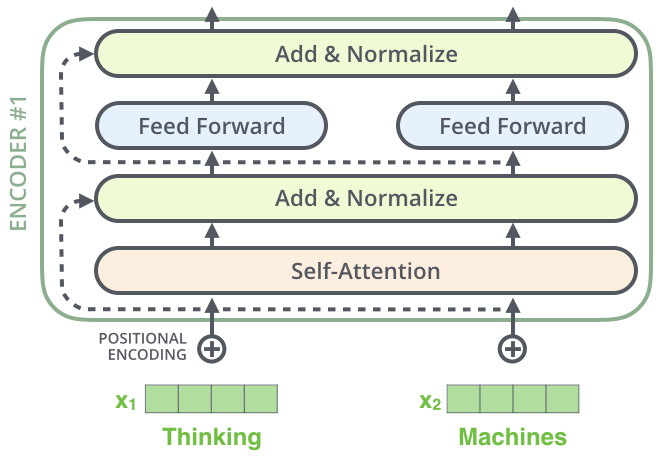 ENCODER #1
Add & Normalize
Feed Forward
Feed Forward
Add & Normalize
Self-Attention
POSITIONAL
ENCODING
x1
x2
Thinking
Machines